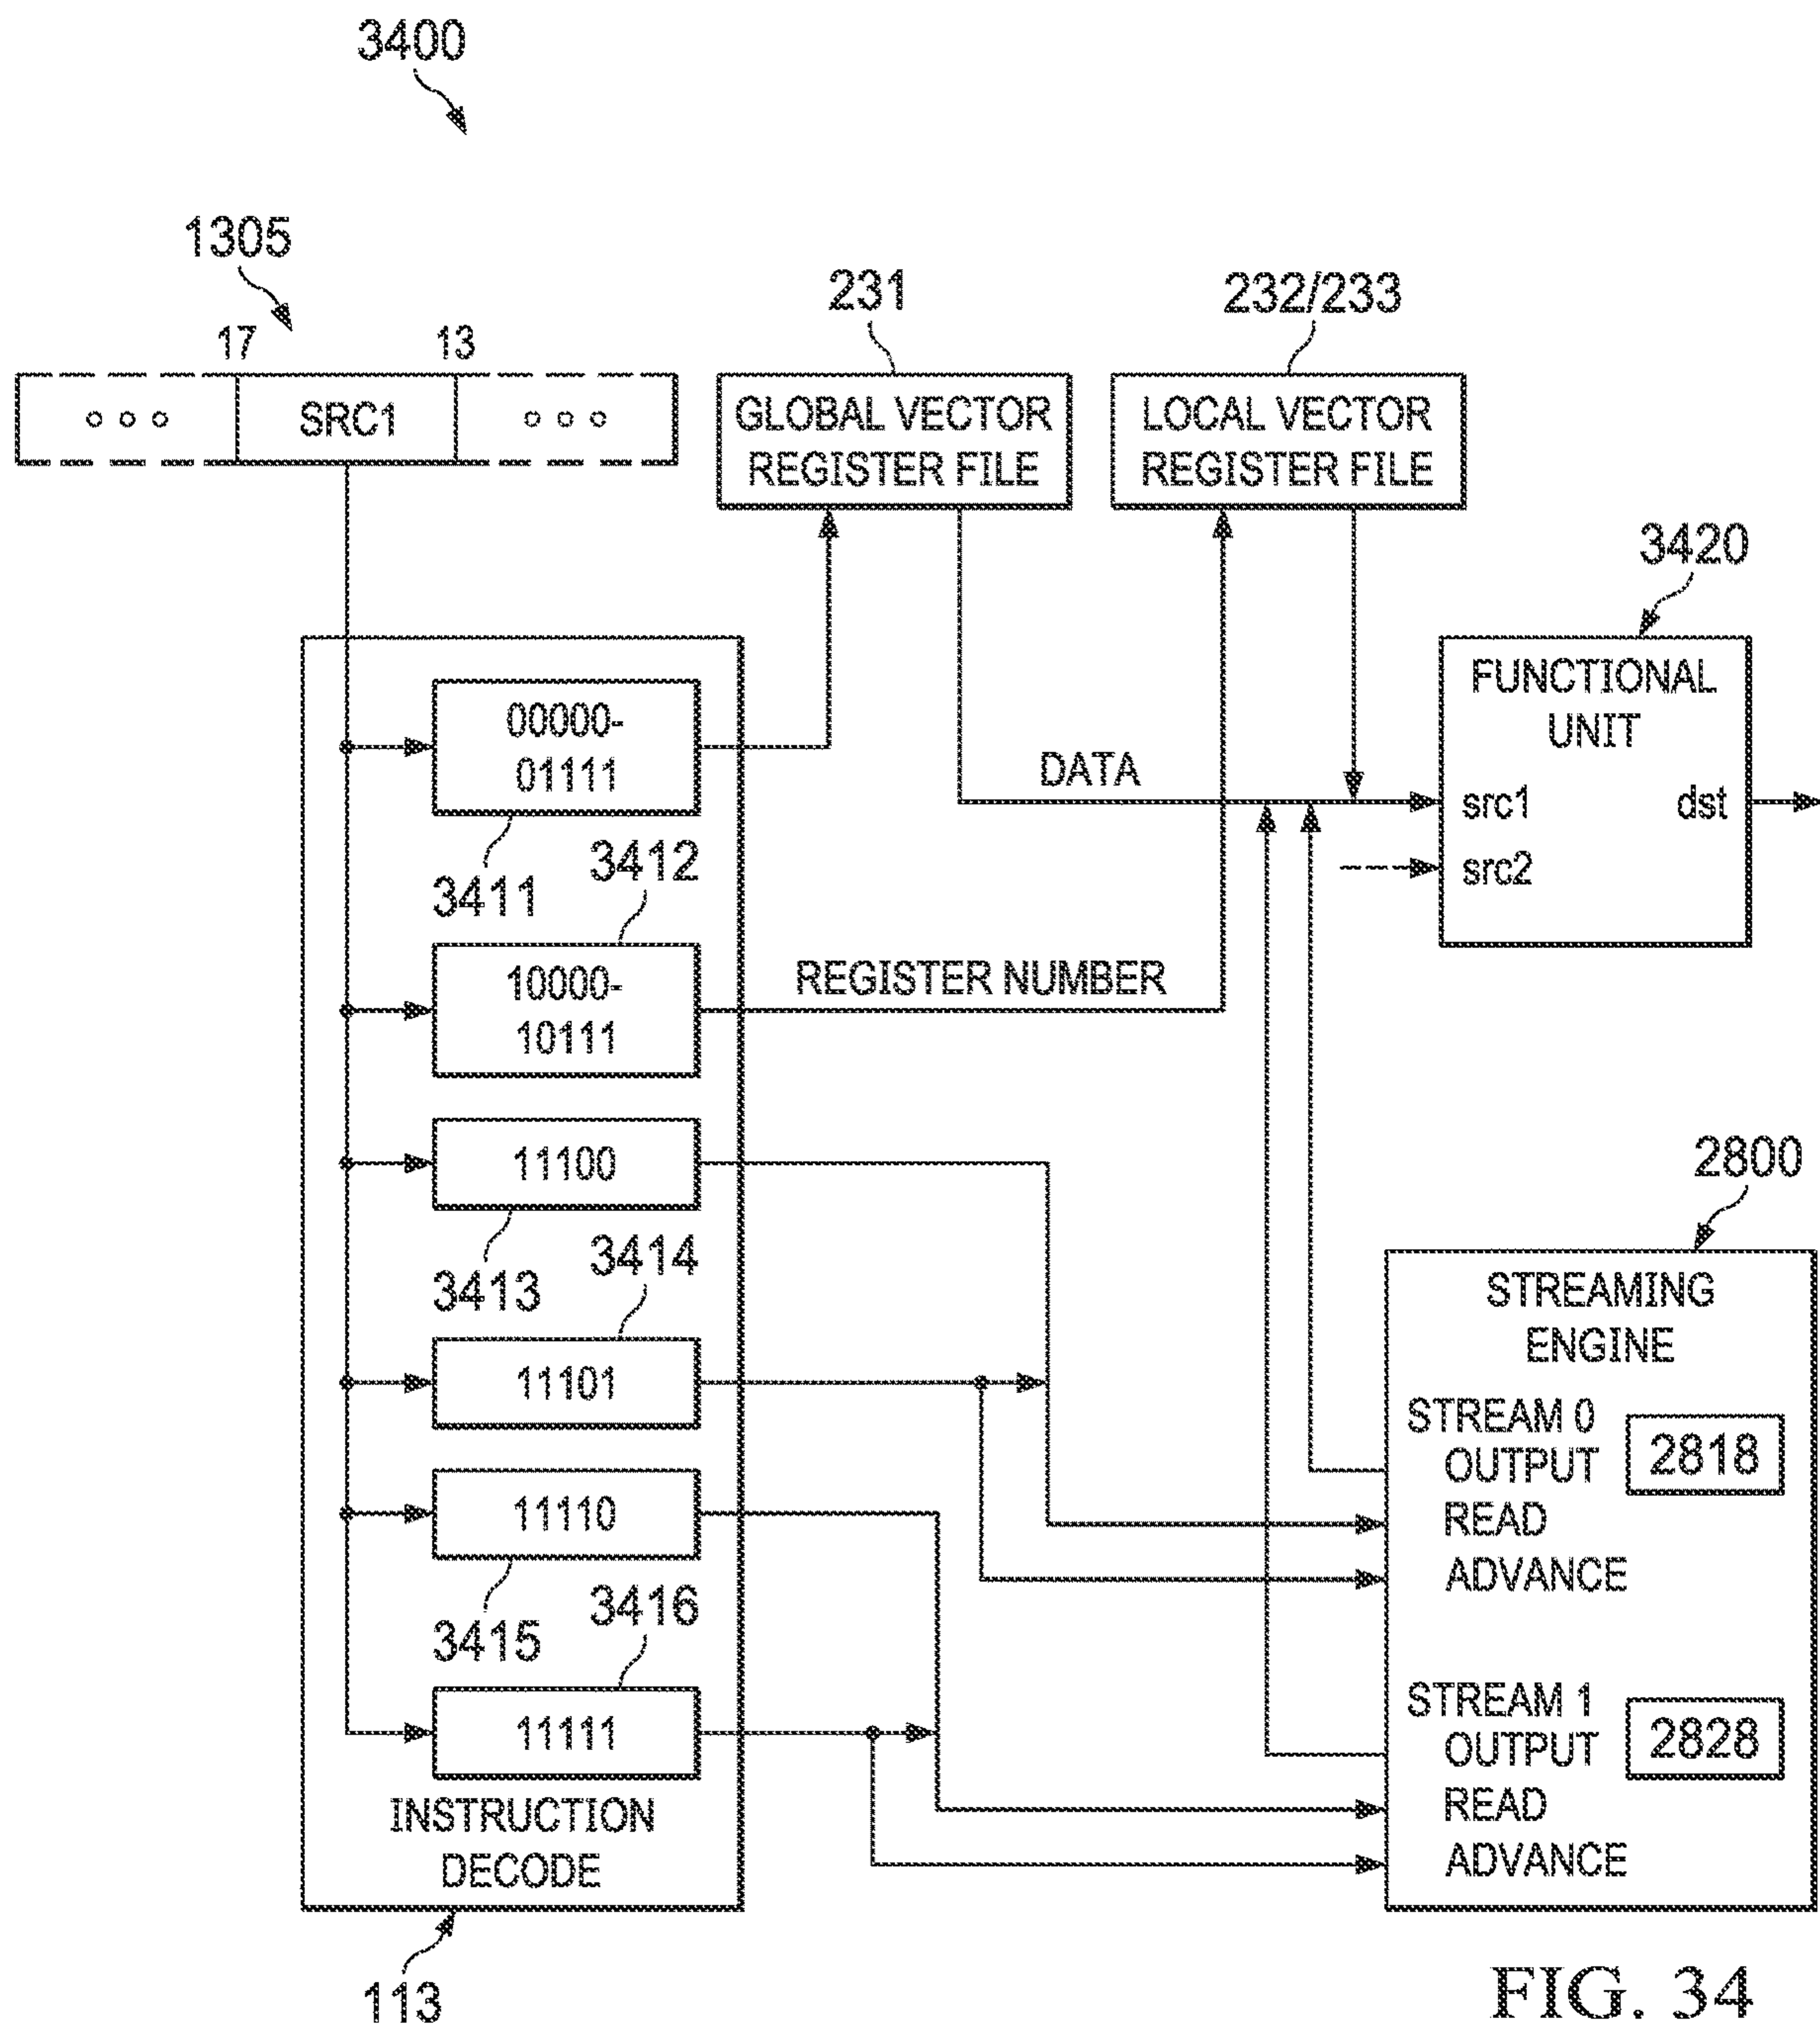 3400
1305
17
13
SRC1
231
GLOBAL VECTOR
REGISTER FILE
232/233
LOCAL VECTOR
REGISTER FILE
3420
FUNCTIONAL
UNIT
src1
dst
src2
DATA
00000-
01111
3411
3412
10000-
10111
REGISTER NUMBER
11100
3413
3414
11101
11110
3415
3416
11111
INSTRUCTION
DECODE
113
2800
STREAMING
ENGINE
STREAM 0
OUTPUT
2818
READ
ADVANCE
STREAM 1
OUTPUT
2828
READ
ADVANCE
FIG. 34